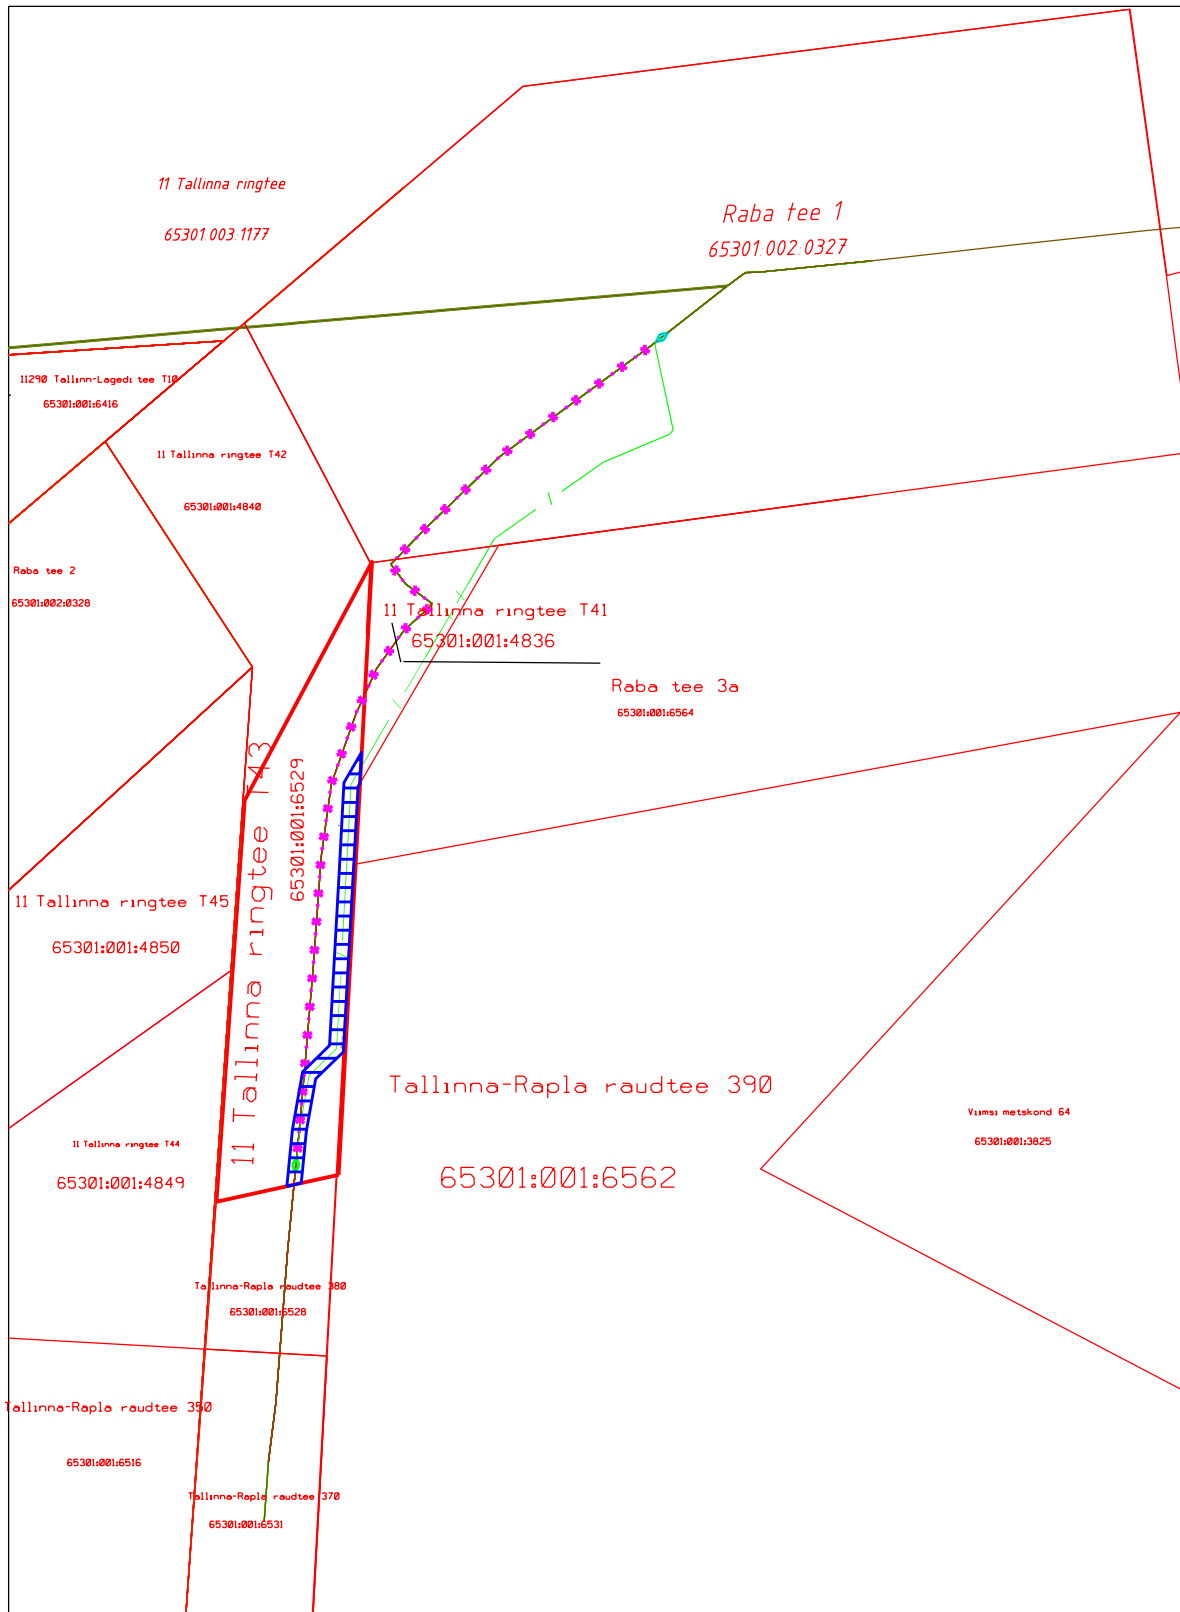 11 Tallinna ringtee
65301:003:1177
Raba tee 1
65301:002:0327
11290 Tallinn-Lagedi tee T10
65301:001:6416
11 Tallinna ringtee T42
65301:001:4840
Raba tee 2
65301:002:0328
11 Tallinna ringtee T41
65301:001:4836
Raba tee 3a
65301:001:6564
11 Tallinna ringtee T43
65301:001:6529
11 Tallinna ringtee T45
65301:001:4850
Tallinna-Rapla raudtee 390
65301:001:6562
Viimsi metskond 64
65301:001:3825
11 Tallinna ringtee T44
65301:001:4849
Tallinna-Rapla raudtee 380
65301:001:6528
Tallinna-Rapla raudtee 350
65301:001:6516
Tallinna-Rapla raudtee 370
65301:001:6531